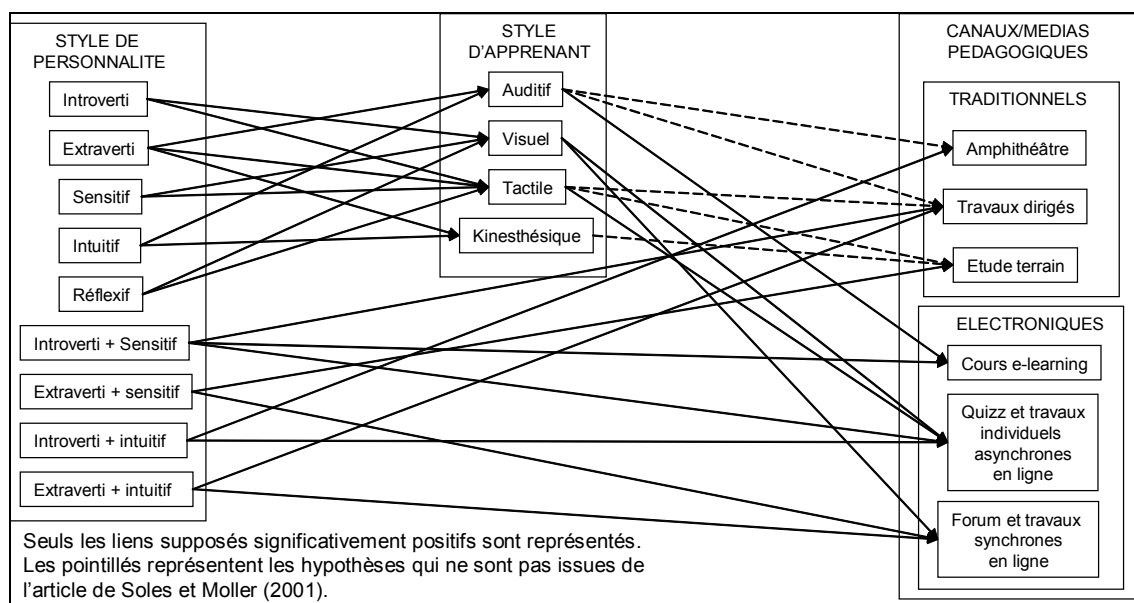 STYLE DE
PERSONNALITE
Introverti
Extraverti
Sensitif
Intuitif
Réflexif
Introverti + Sensitif
Extraverti + sensitif
Introverti + intuitif
Extraverti + intuitif
STYLE
D’APPRENANT
Auditif
Visuel
Tactile
Kinesthésique
CANAUX/MEDIAS
PEDAGOGIQUES
TRADITIONNELS
Amphithéâtre
Travaux dirigés
Etude terrain
ELECTRONIQUES
Cours e-learning
Quizz et travaux
individuels
asynchrones
en ligne
Forum et travaux
synchrones
en ligne
Seuls les liens supposés significativement positifs sont représentés.
Les pointillés représentent les hypothèses qui ne sont pas issues de
l’article de Soles et Moller (2001).